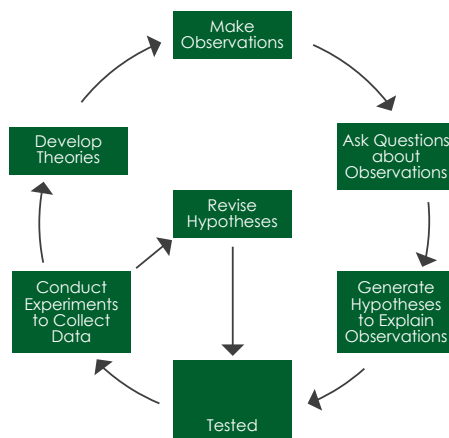 Make
Observations
Ask Questions
about
Observations
Generate
Hypotheses
to Explain
Observations
Tested
Conduct
Experiments
to Collect
Data
Revise
Hypotheses
Develop
Theories